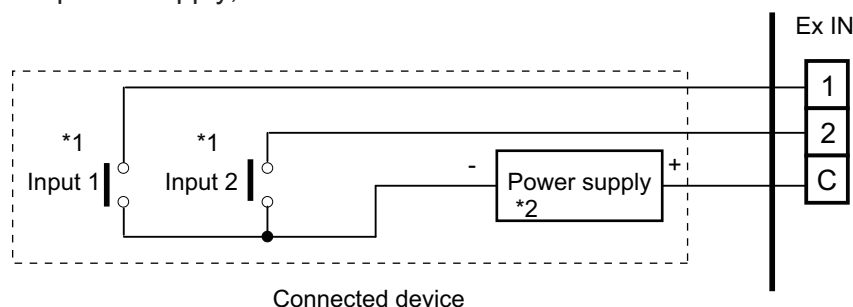 Ex IN
1
*1
*1
2
Input 1
Input 2
-
Power supply
*2
+
C
Connected device